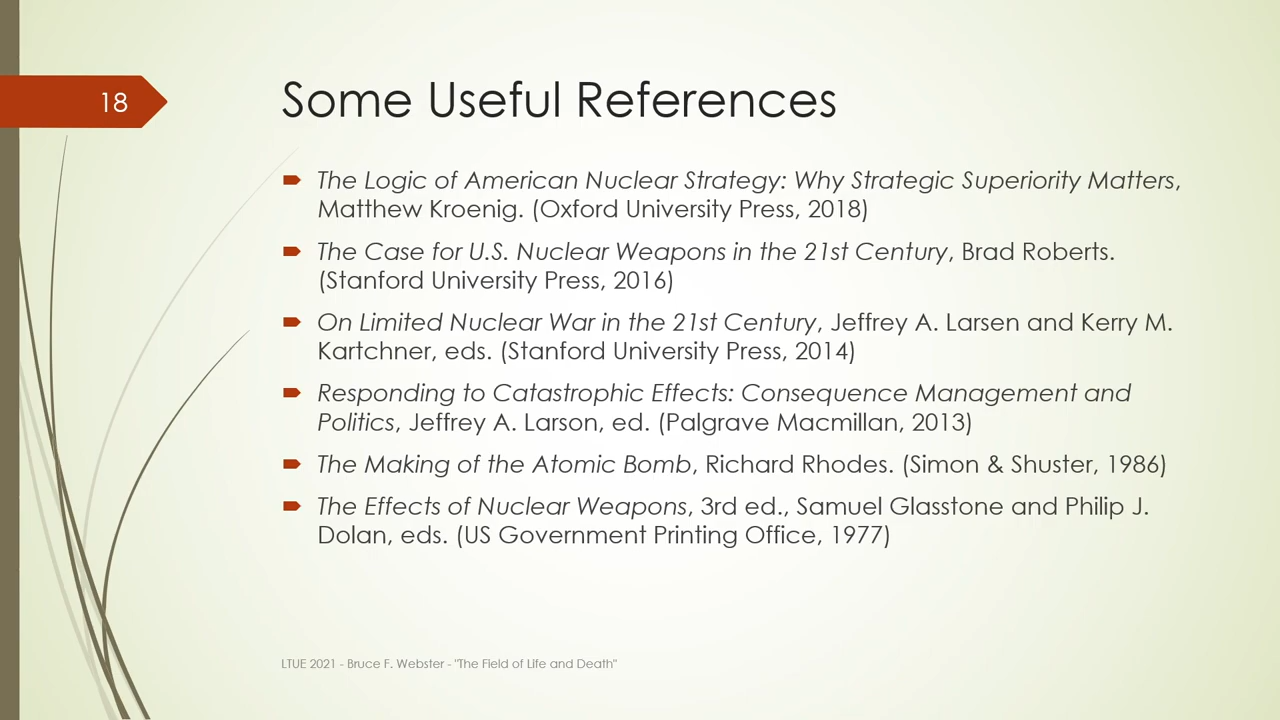 18
Some Useful References
The Logic of American Nuclear Strategy: Why Strategic Superiority Matters,
Matthew Kroenig. (Oxford University Press, 2018)
The Case for U.S. Nuclear Weapons in the 21st Century, Brad Roberts.
(Stanford University Press, 2016)
On Limited Nuclear War in the 21st Century, Jeffrey A. Larsen and Kerry M.
Kartchner, eds. (Stanford University Press, 2014)
Responding to Catastrophic Effects: Consequence Management and
Politics, Jeffrey A. Larson, ed. (Palgrave Macmillan, 2013)
The Making of the Atomic Bomb, Richard Rhodes. (Simon & Shuster, 1986)
The Effects of Nuclear Weapons, 3rd ed., Samuel Glasstone and Philip J.
Dolan, eds. (US Government Printing Office, 1977)
LTUE 2021 - Bruce F. Webster - "The Field of Life and Death"